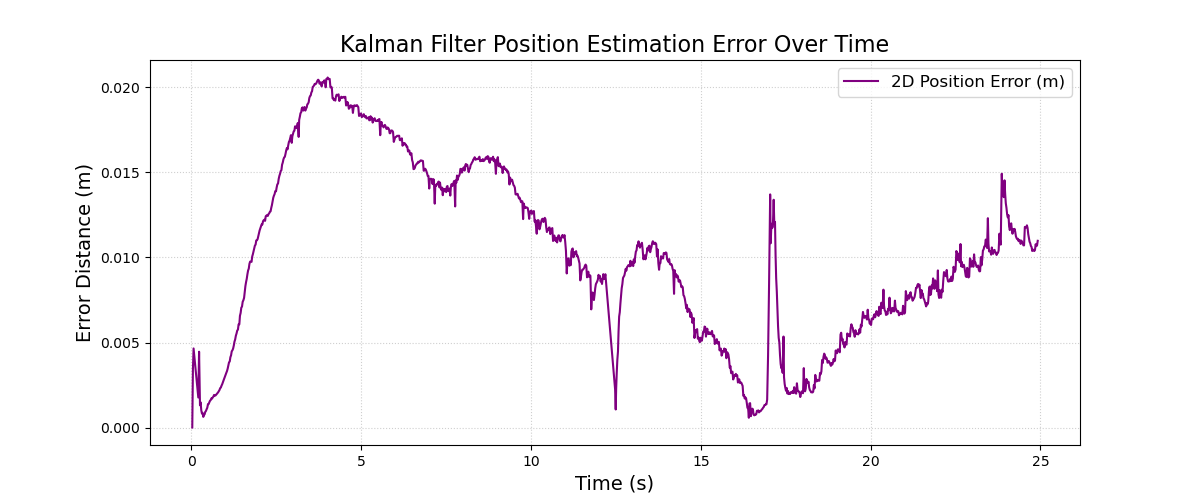 Kalman Filter Position Estimation Error Over Time
2D Position Error (m)
0.020
0.015
0.010
0.005
0.000
Error Distance (m)
0 5 10 15 20 25
Time (s)